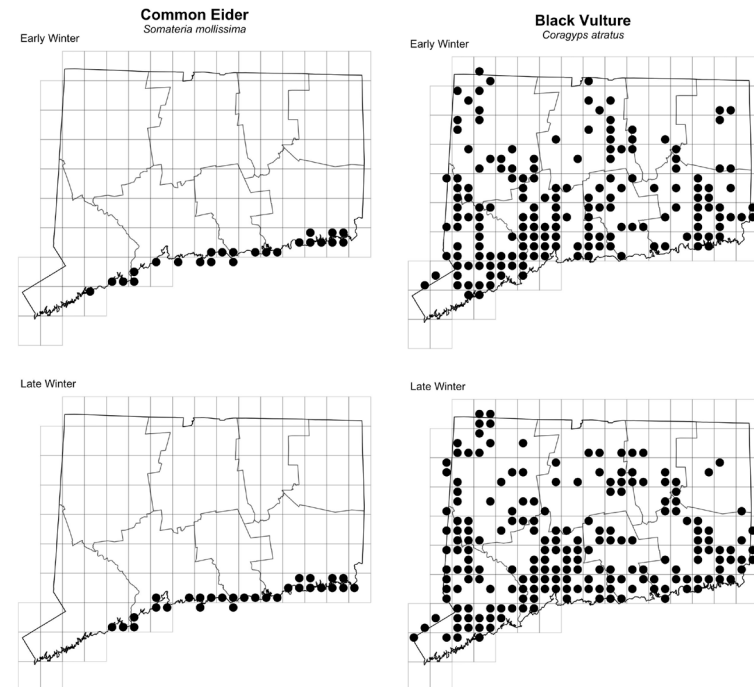 Common Eider
Somateria mollissima
Early Winter
Black Vulture
Coragyps atratus
Early Winter
Late Winter
Late Winter